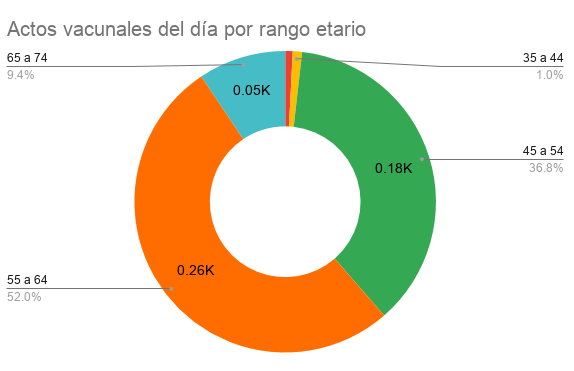 Actos vacunales del día por rango etario
65 a 74
9.4%
35 a 44
1.0%
0.05K
45 a 54
36.8%
0.18K
0.26K
55 a 64
52.0%